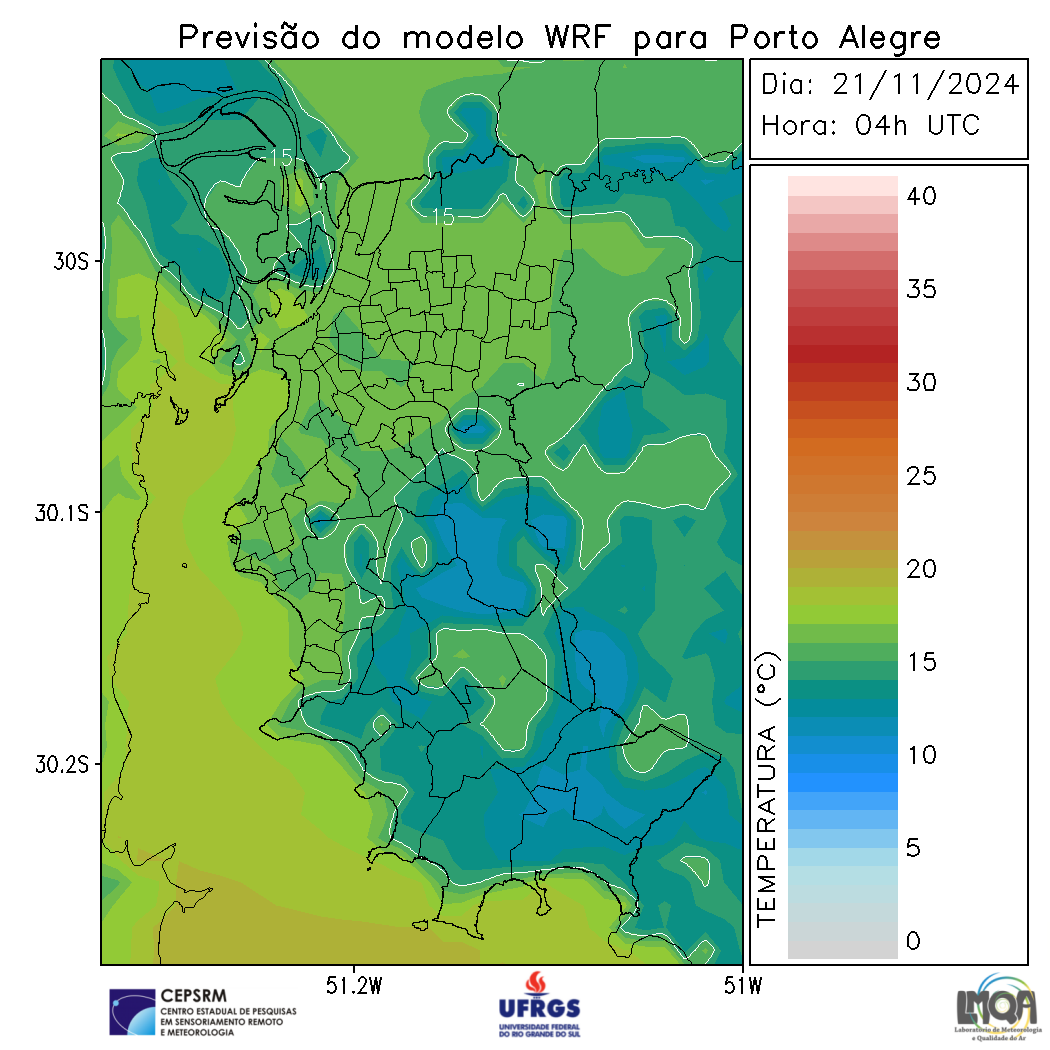 Previsão do modelo WRF para Porto Alegre
Dia: 21/11/2024
Hora: 04h UTC
15
15
30S
30.1S
30.2S
51.2W
51W
40
35
30
25
20
15
10
5
0
TEMPERATURA (°C)
CEPSRM
CENTRO ESTADUAL DE PESQUISAS
EM SENSORIAMENTO REMOTO
E METEOROLOGIA
UFRGS
UNIVERSIDADE FEDERAL
DO RIO GRANDE DO SUL
LMQA
Laboratório de Meteorologia
e Qualidade do Ar